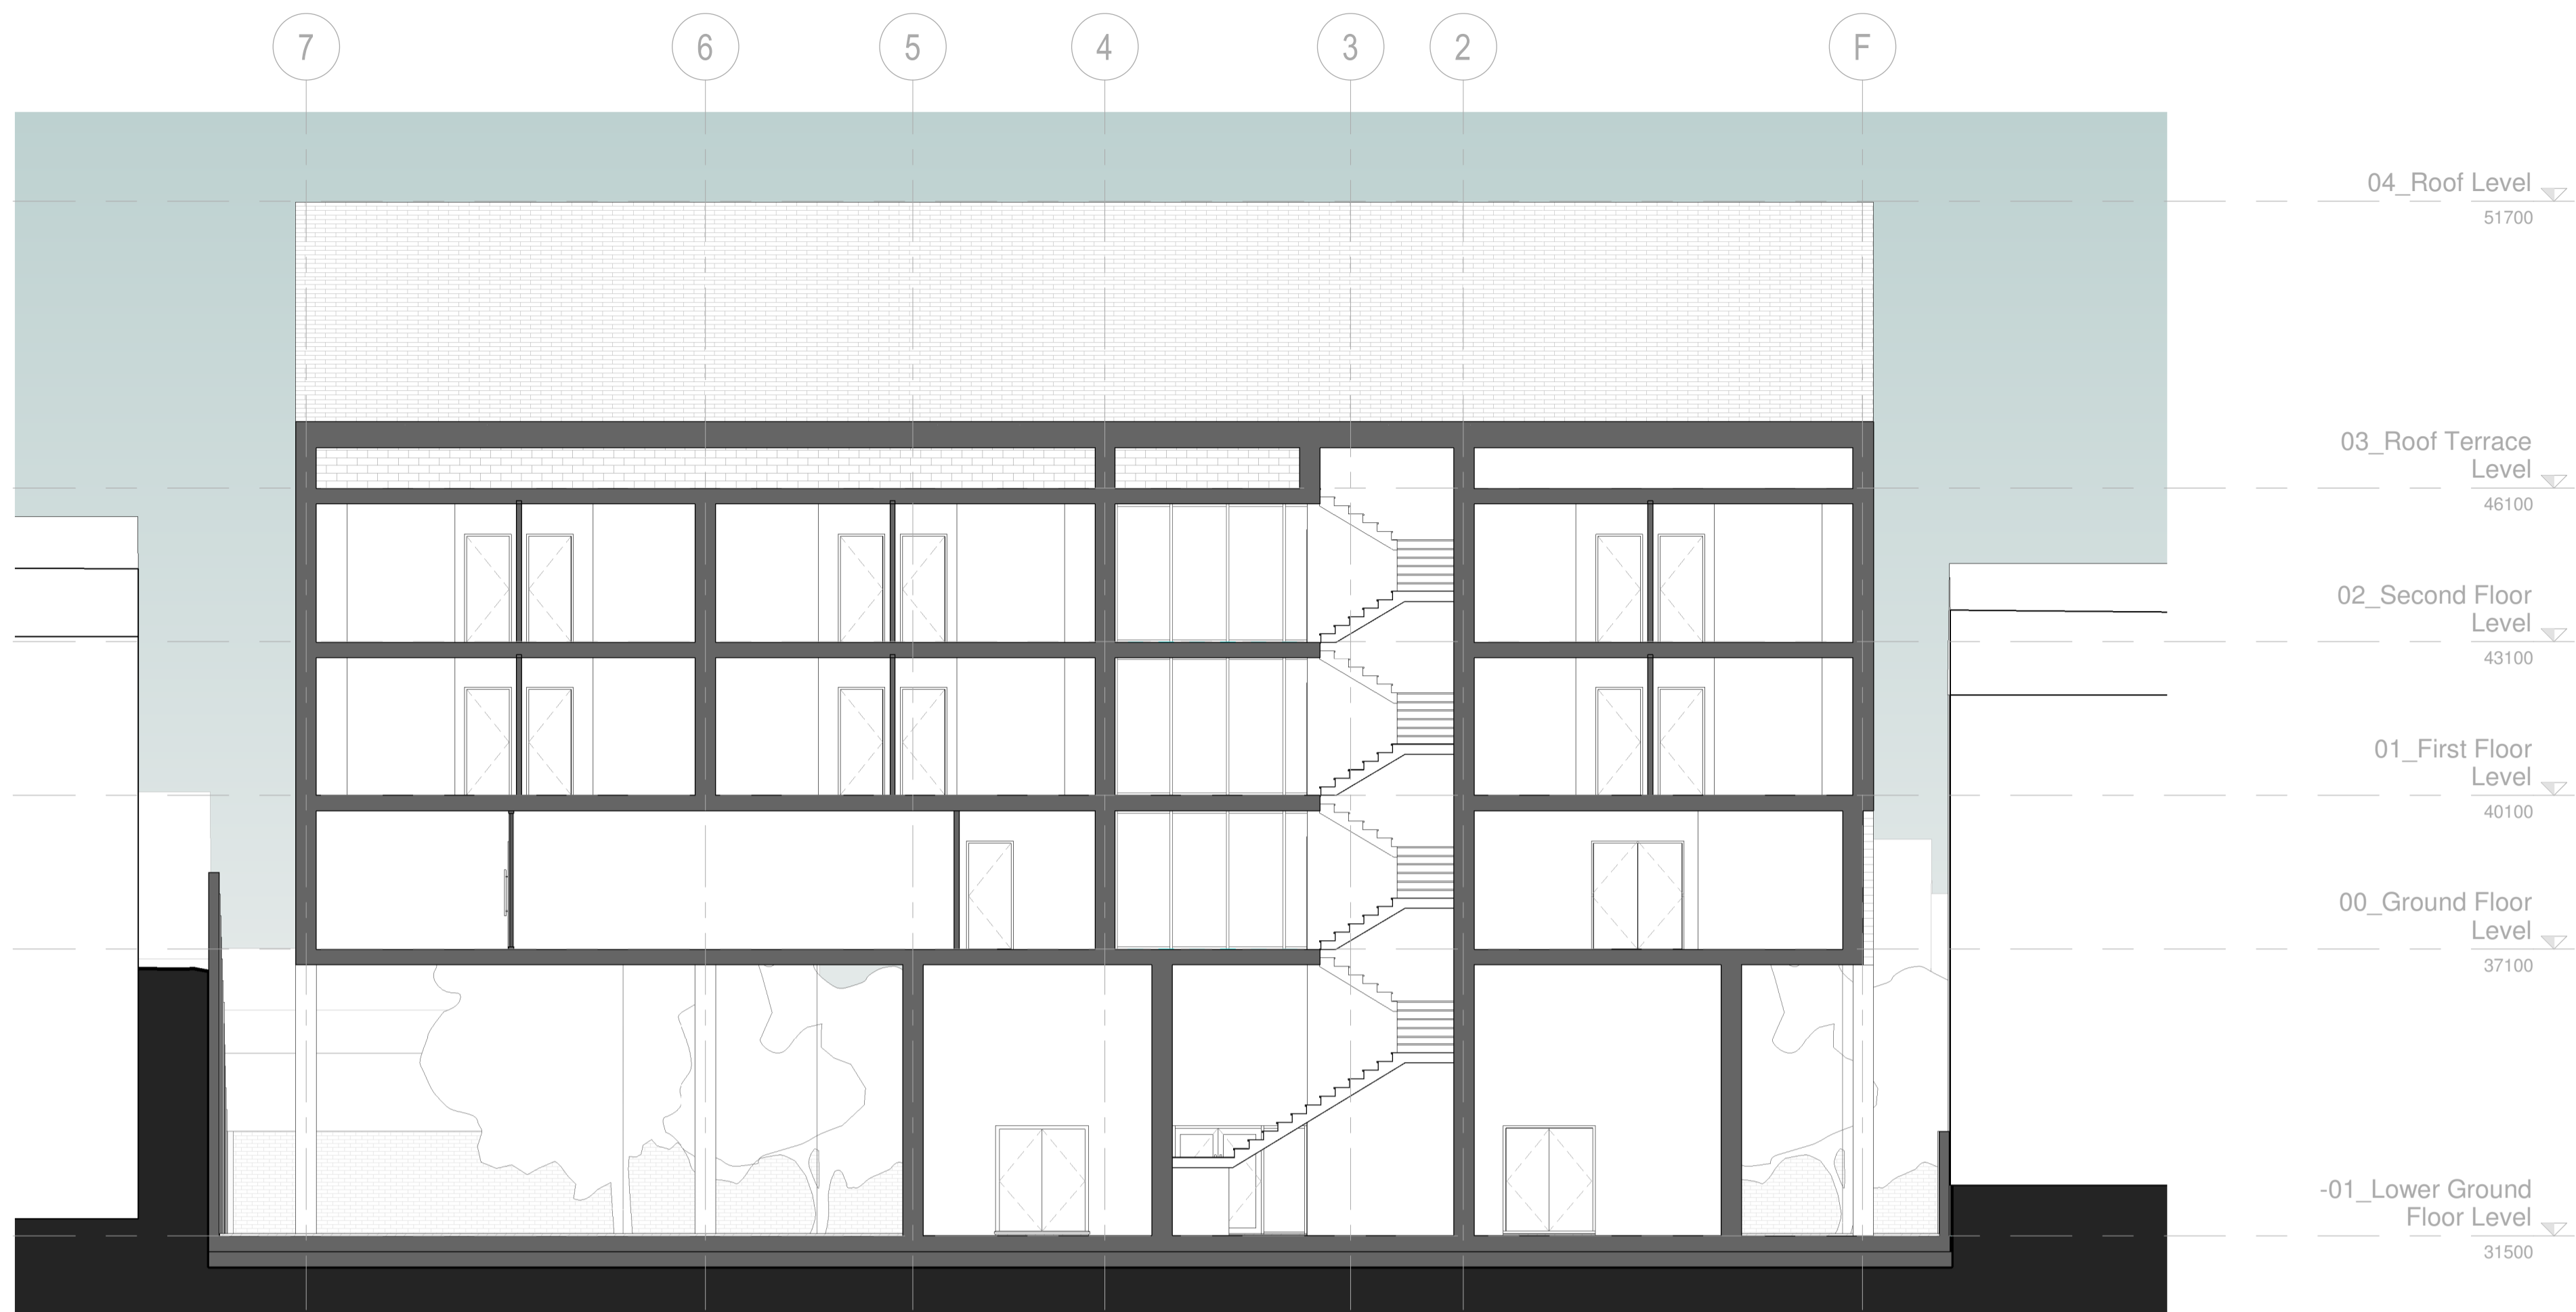 7
6
5
4
3
2
F
04_Roof Level
51700
03_Roof Terrace
Level
46100
02_Second Floor
Level
43100
01_First Floor
Level
40100
00_Ground Floor
Level
37100
-01_Lower Ground
Floor Level
31500